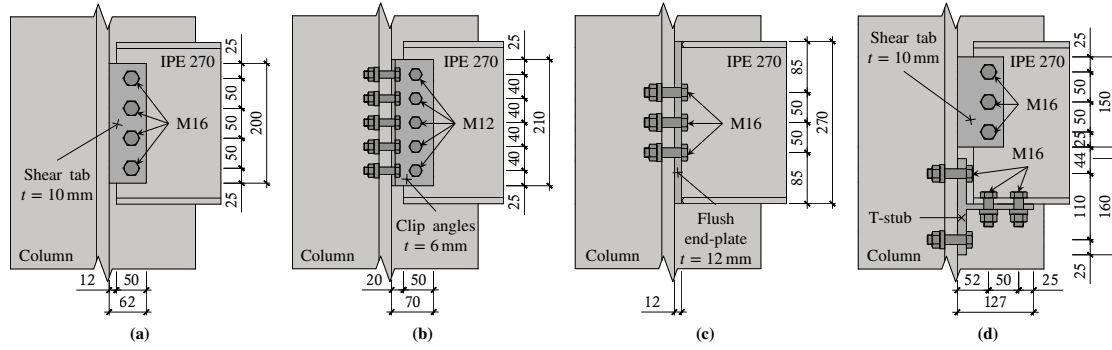 IPE 270
M16
Shear tab
t = 10 mm
Column
25
50
50
50
25
200
12
50
62
(a)
IPE 270
M12
Clip angles
t = 6 mm
Column
25
40
40
40
40
25
210
20
50
70
(b)
IPE 270
M16
Flush
end-plate
t = 12 mm
Column
85
50
50
85
270
12
(c)
Shear tab
t = 10 mm
IPE 270
M16
M16
T-stub
Column
25
50
50
25
44
110
25
150
160
52
50
25
127
(d)